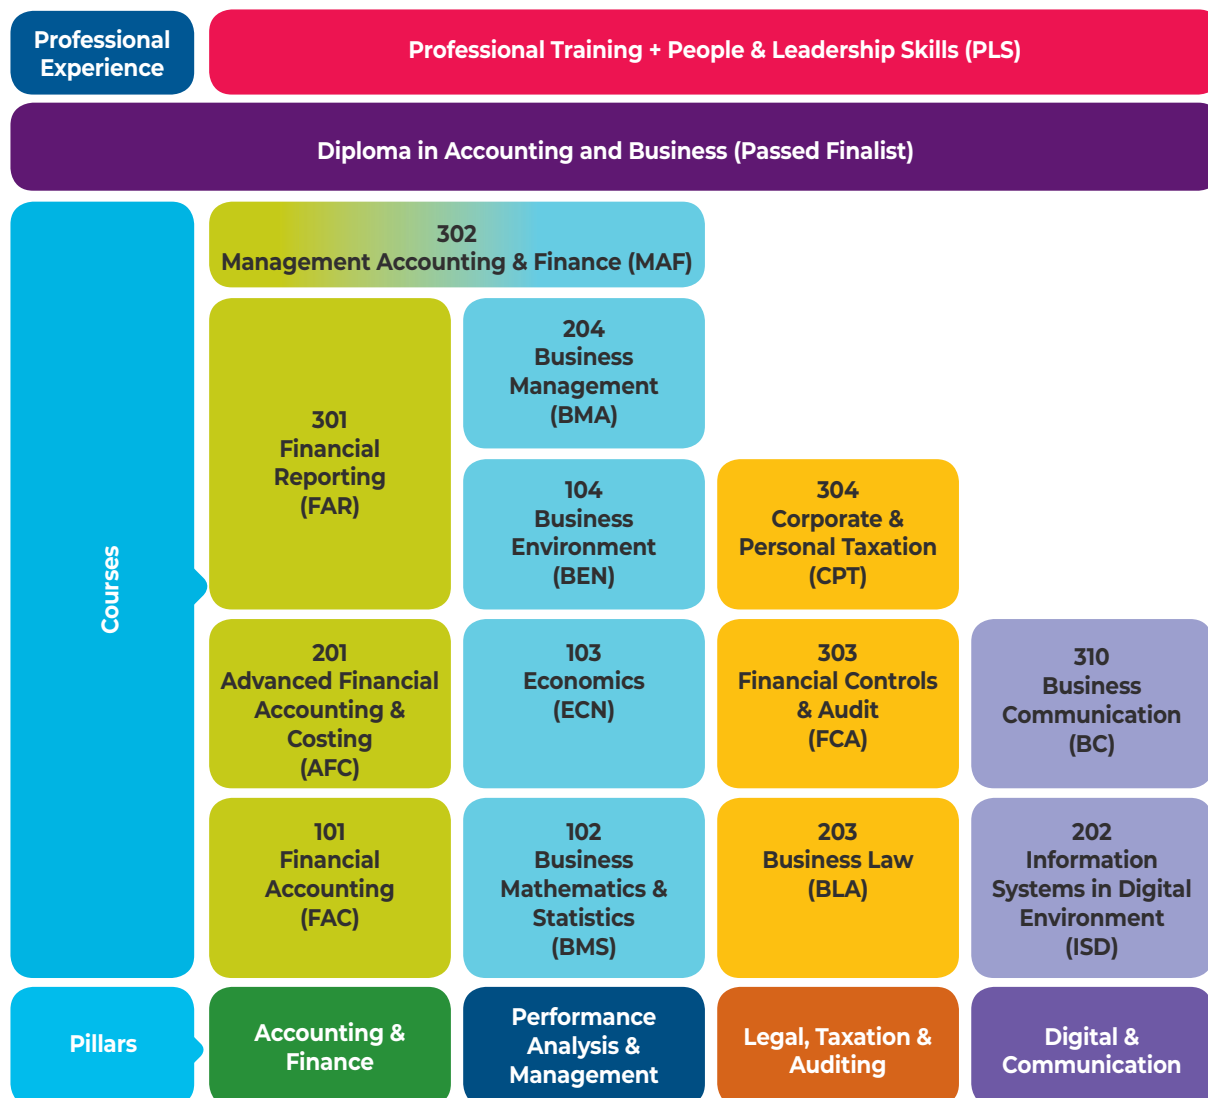 Professional
Experience
Professional Training + People & Leadership Skills (PLS)
Diploma in Accounting and Business (Passed Finalist)
Courses
302
Management Accounting & Finance (MAF)
301
Financial
Reporting
(FAR)
204
Business
Management
(BMA)
104
Business
Environment
(BEN)
304
Corporate &
Personal Taxation
(CPT)
201
Advanced Financial
Accounting &
Costing
(AFC)
103
Economics
(ECN)
303
Financial Controls
& Audit
(FCA)
310
Business
Communication
(BC)
101
Financial
Accounting
(FAC)
102
Business
Mathematics &
Statistics
(BMS)
203
Business Law
(BLA)
202
Information
Systems in Digital
Environment
(ISD)
Pillars
Accounting &
Finance
Performance
Analysis &
Management
Legal, Taxation &
Auditing
Digital &
Communication